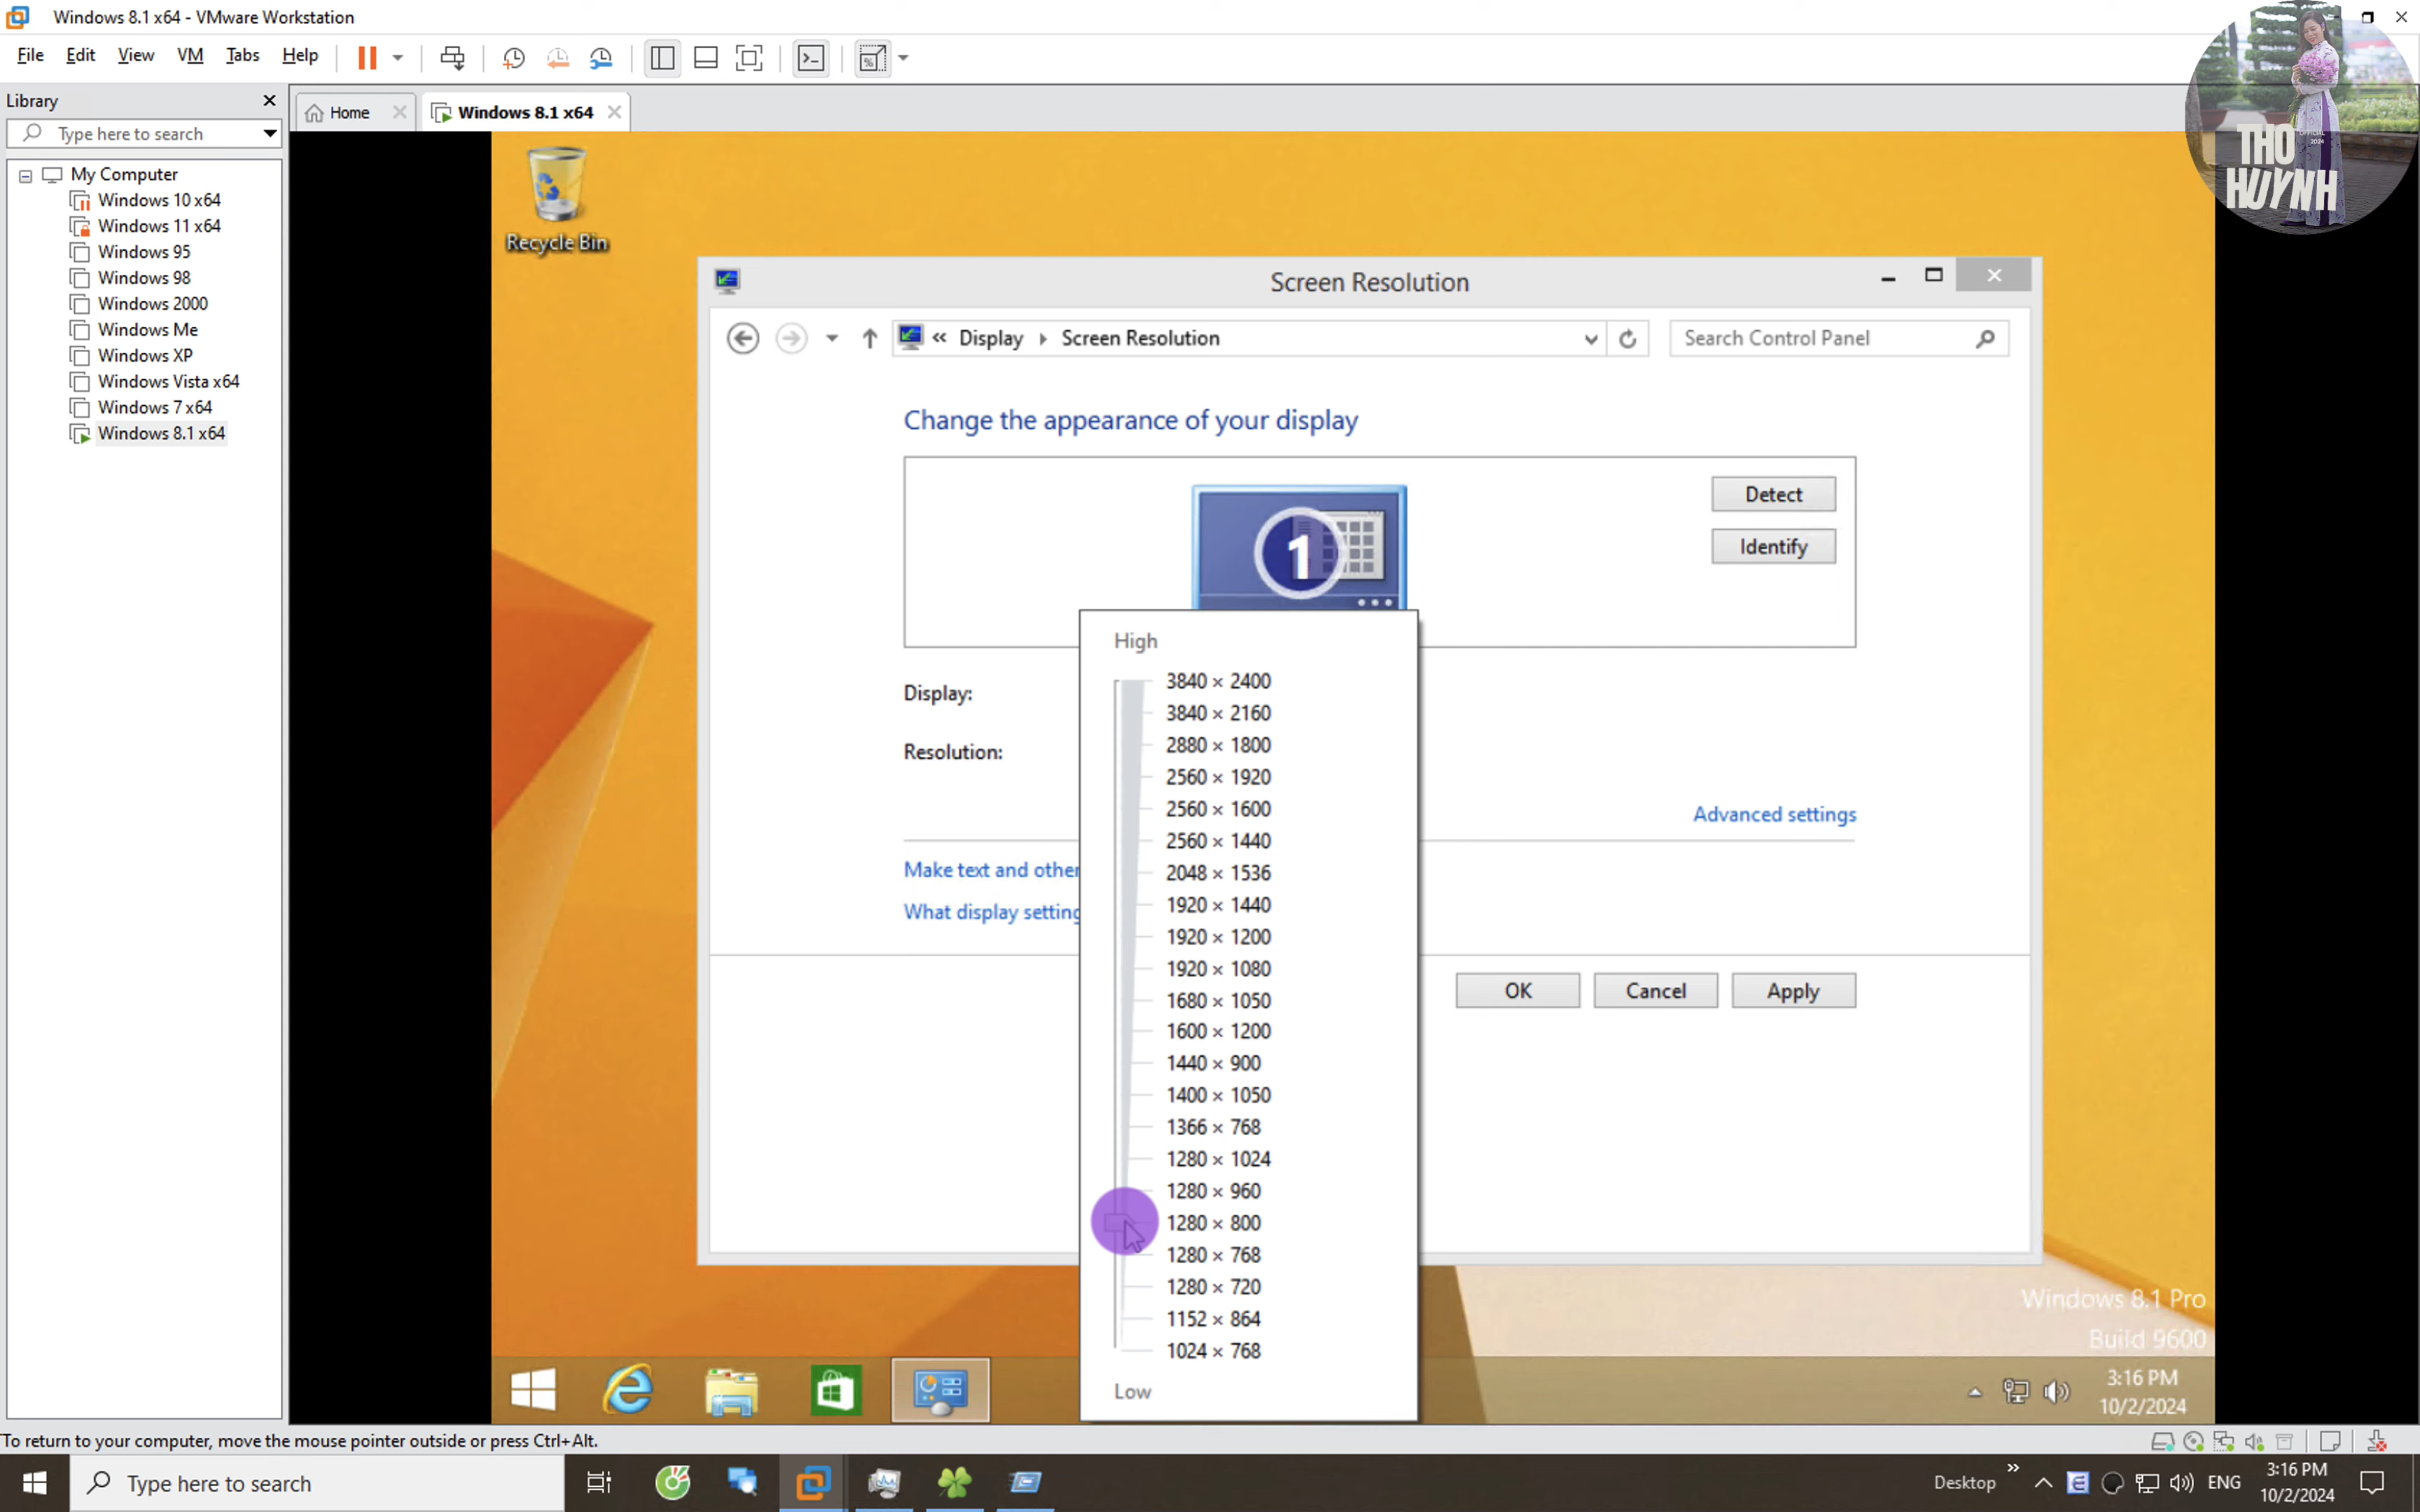 Windows 8.1 x64 - VMware Workstation
File Edit View VM Tabs Help
Library
Type here to search
My Computer
Windows 10 x64
Windows 11 x64
Windows 95
Windows 98
Windows 2000
Windows Me
Windows XP
Windows Vista x64
Windows 7 x64
Windows 8.1 x64
Home
Windows 8.1 x64
THO
OFFICIAL
2024
HUYNH
Recycle Bin
Screen Resolution
« Display Screen Resolution
Search Control Panel
Change the appearance of your display
1
Detect
Identify
Display:
Resolution:
Advanced settings
Make text and other
What display setting
OK Cancel Apply
High
3840 × 2400
3840 × 2160
2880 × 1800
2560 × 1920
2560 × 1600
2560 × 1440
2048 × 1536
1920 × 1440
1920 × 1200
1920 × 1080
1680 × 1050
1600 × 1200
1440 × 900
1400 × 1050
1366 × 768
1280 × 1024
1280 × 960
1280 × 800
1280 × 768
1280 × 720
1152 × 864
1024 × 768
Low
Windows 8.1 Pro
Build 9600
3:16 PM
10/2/2024
To return to your computer, move the mouse pointer outside or press Ctrl+Alt.
Type here to search
Desktop
ENG
3:16 PM
10/2/2024